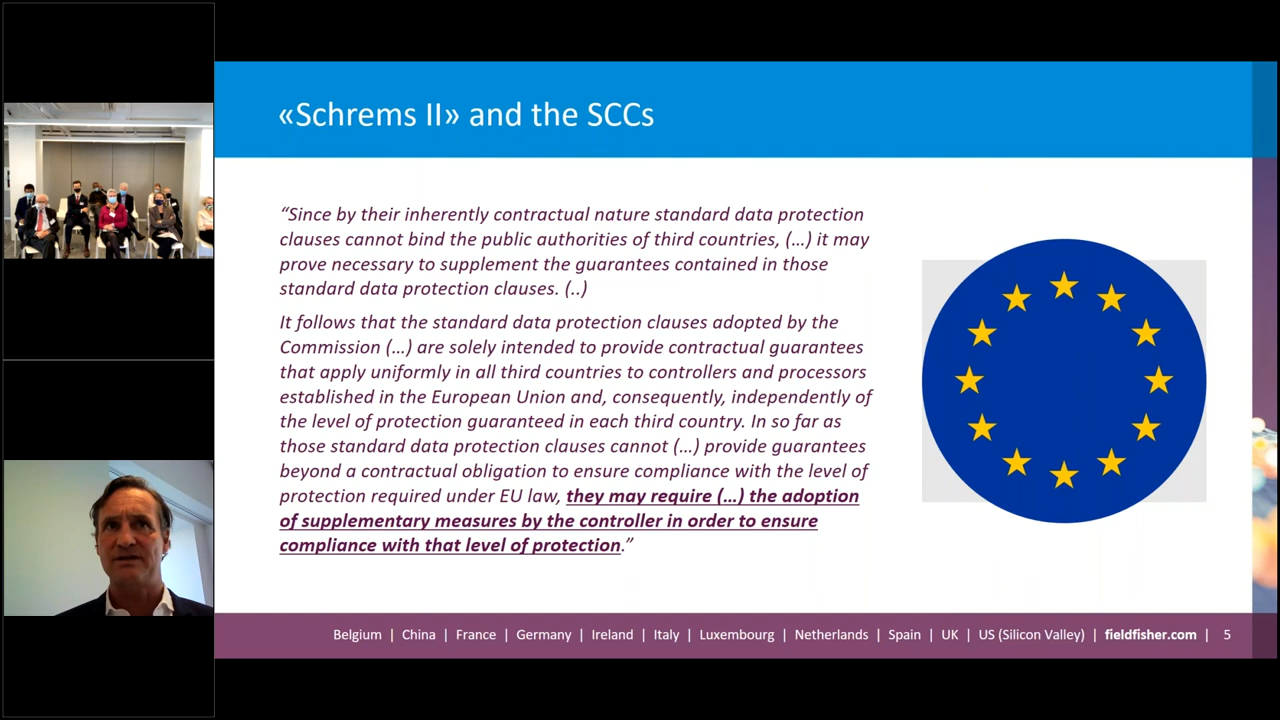 «Schrems II» and the SCCs
“Since by their inherently contractual nature standard data protection
clauses cannot bind the public authorities of third countries, (…) it may
prove necessary to supplement the guarantees contained in those
standard data protection clauses. (..)
It follows that the standard data protection clauses adopted by the
Commission (…) are solely intended to provide contractual guarantees
that apply uniformly in all third countries to controllers and processors
established in the European Union and, consequently, independently of
the level of protection guaranteed in each third country. In so far as
those standard data protection clauses cannot (…) provide guarantees
beyond a contractual obligation to ensure compliance with the level of
protection required under EU law, they may require (…) the adoption
of supplementary measures by the controller in order to ensure
compliance with that level of protection.”
Belgium | China | France | Germany | Ireland | Italy | Luxembourg | Netherlands | Spain | UK | US (Silicon Valley) | fieldfisher.com | 5